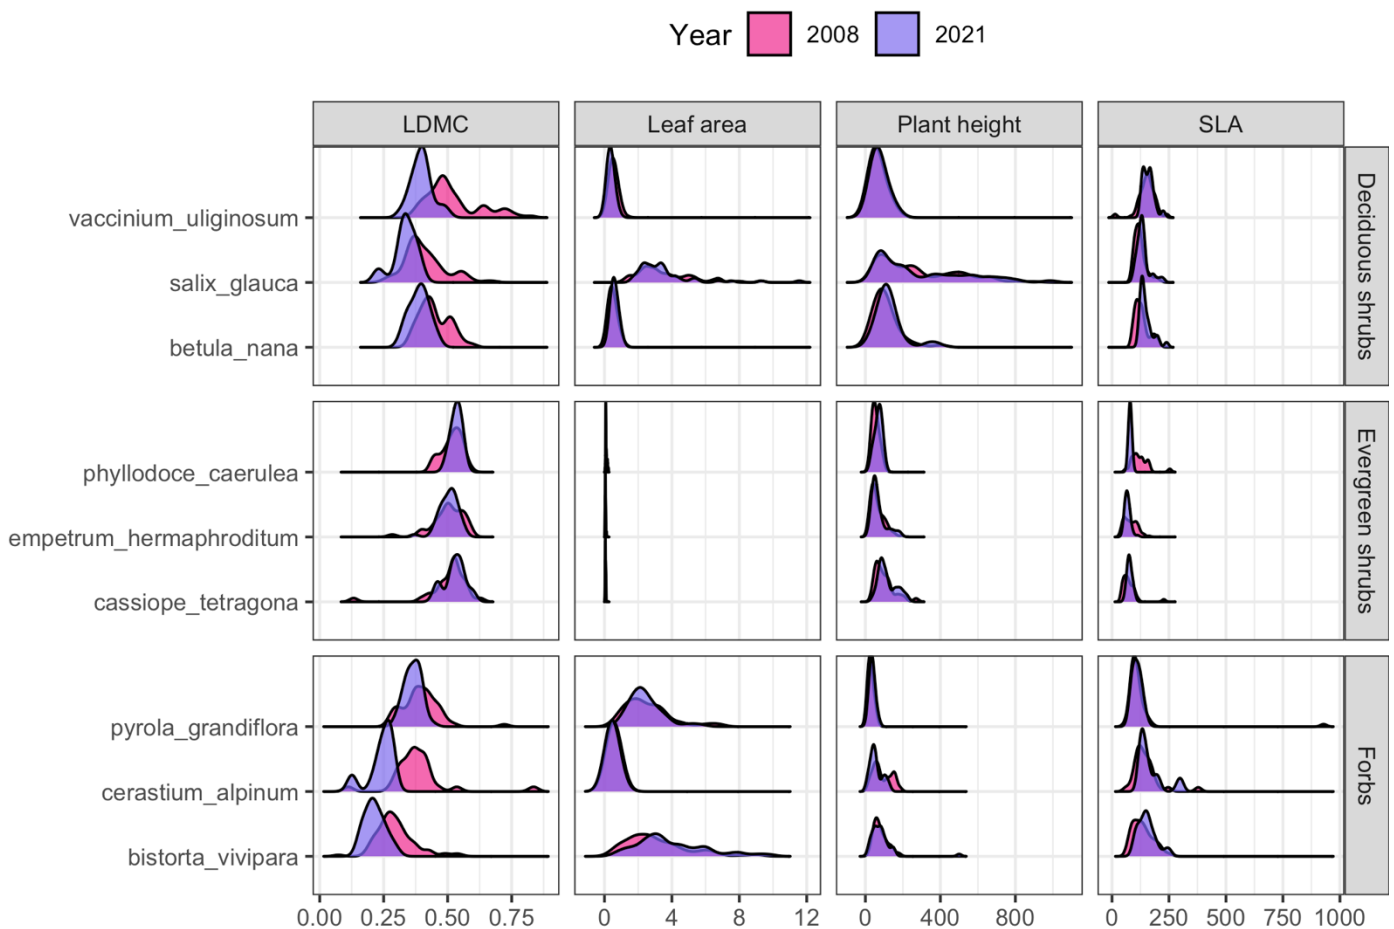 Year 2008 2021
LDMC Leaf area Plant height SLA
vaccinium_uliginosum
salix_glauca
betula_nana
Deciduous shrubs
phyllodoce_caerulea
empetrum_hermaphroditum
cassiope_tetragona
Evergreen shrubs
pyrola_grandiflora
cerastium_alpinum
bistorta_vivipara
Forbs
0.00 0.25 0.50 0.75 0 4 8 12 0 400 800 0 250 500 750 1000